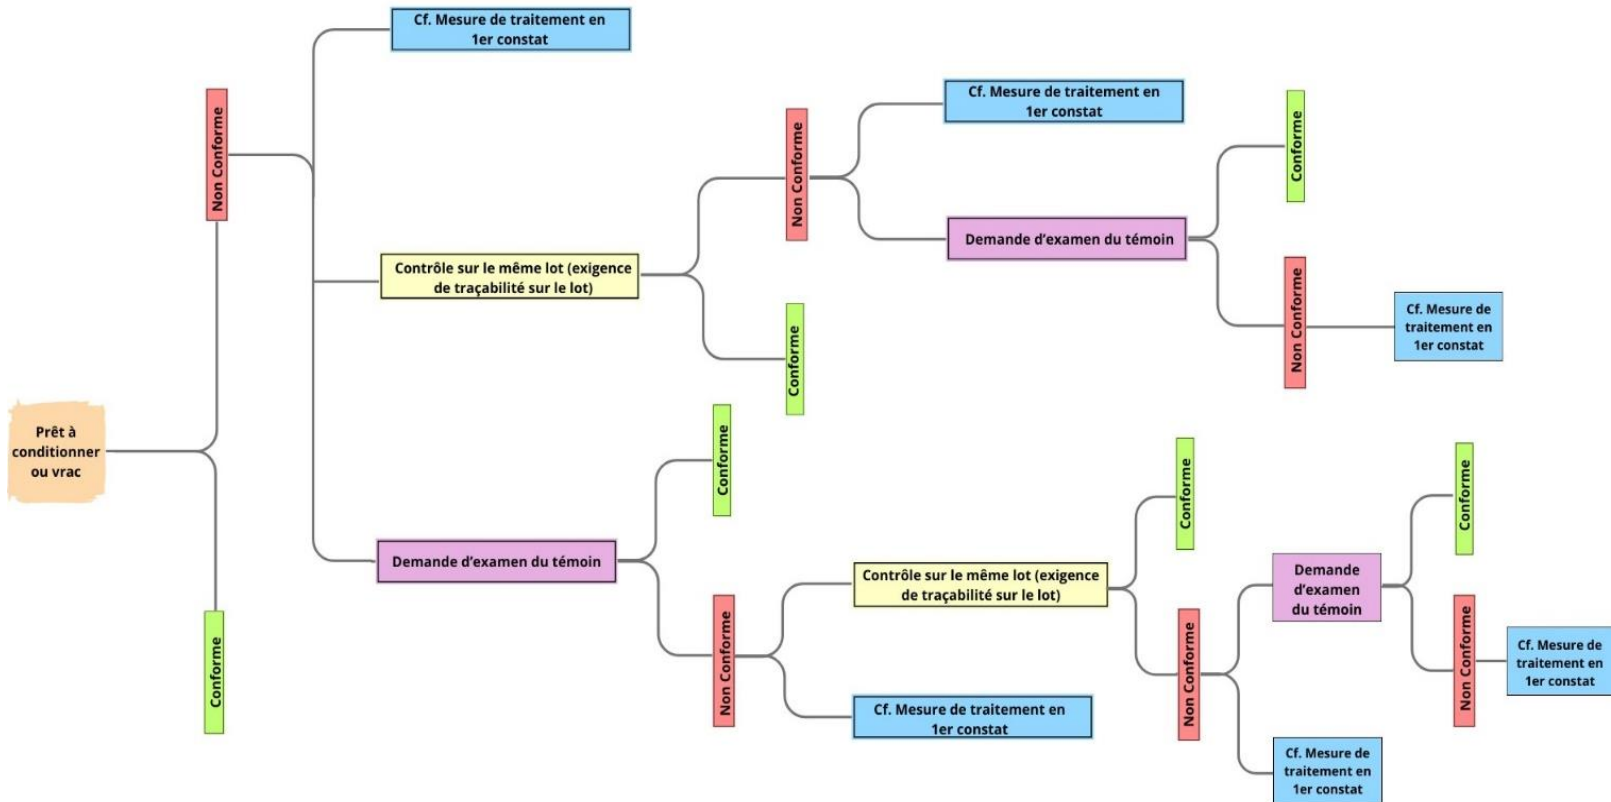 Prêt à
conditionner
ou vrac
Non Conforme
Conforme
Cf. Mesure de traitement en
1er constat
Contrôle sur le même lot (exigence
de traçabilité sur le lot)
Non Conforme
Cf. Mesure de traitement en
1er constat
Demande d'examen du témoin
Conforme
Non Conforme
Cf. Mesure de
traitement en
1er constat
Conforme
Demande d'examen du témoin
Conforme
Non Conforme
Contrôle sur le même lot (exigence
de traçabilité sur le lot)
Conforme
Non Conforme
Demande
d'examen
du témoin
Conforme
Non Conforme
Cf. Mesure de
traitement en
1er constat
Cf. Mesure de
traitement en
1er constat
Cf. Mesure de traitement en
1er constat